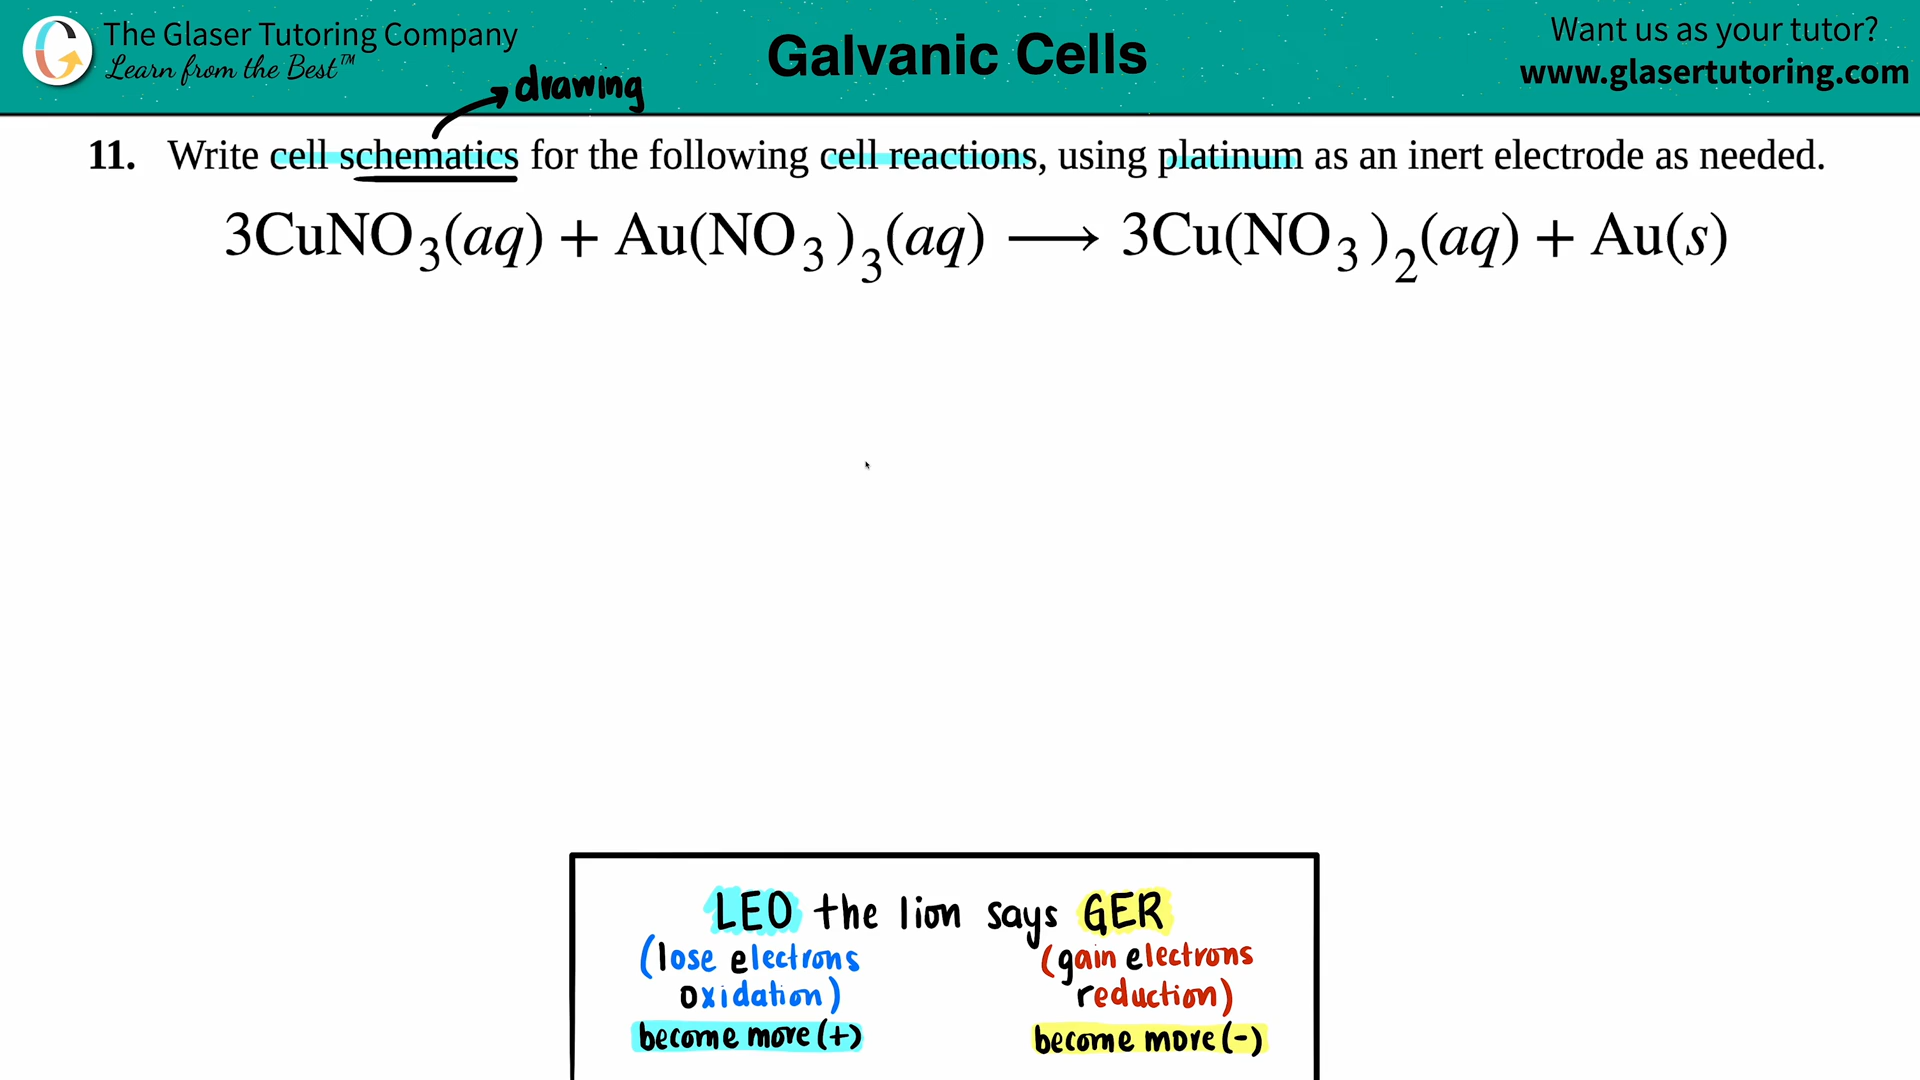 The Glaser Tutoring Company
Learn from the Best™
drawing
Galvanic Cells
Want us as your tutor?
www.glasertutoring.com
11. Write cell schematics for the following cell reactions, using platinum as an inert electrode as needed.
3CuNO₃(aq) + Au(NO₃)₃(aq) ⟶ 3Cu(NO₃)₂(aq) + Au(s)
LEO the lion says GER
(lose electrons oxidation)
become more (+)
(gain electrons reduction)
become more (-)